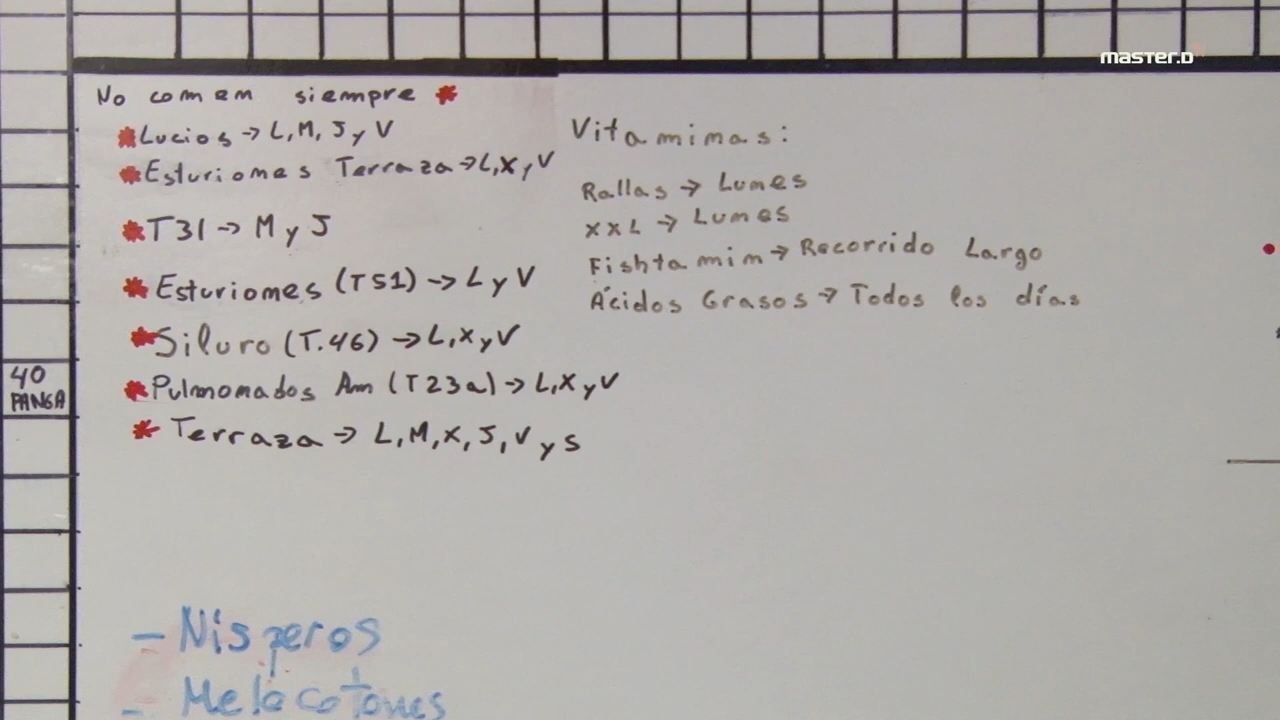 MASTER.D
No comen siempre *
* Lucios → L, M, J y V
* Esturiones Terraza → L, X y V
* T31 → M y J
* Esturiones (T51) → L y V
* Siluro (T.46) → L, X y V
* Pulmonados Am (T23a) → L, X y V
* Terraza → L, M, X, J, V y S
Vitaminas:
Rallas → Lunes
XXL → Lunes
Fishtamin → Recorrido Largo
Ácidos Grasos → Todos los días
40
PANGA
- Nisperos
- Melocotones